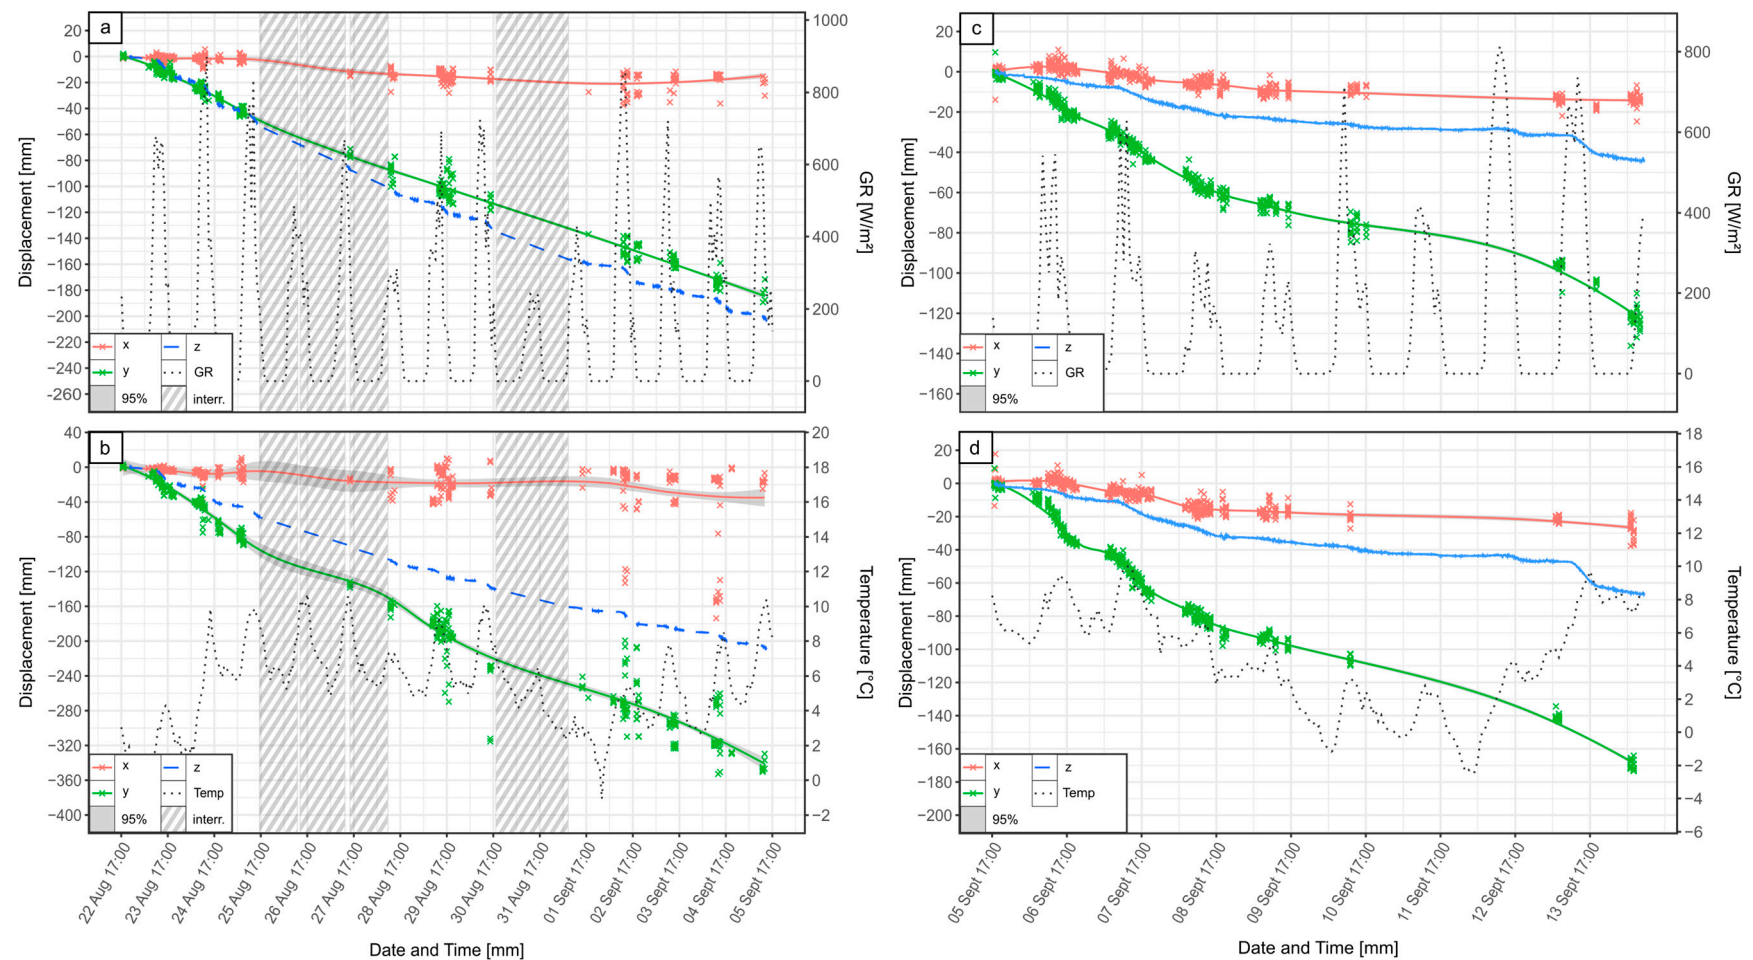 a
20
0
−20
−40
−60
−80
−100
−120
−140
−160
−180
−200
−220
−240
−260
Displacement [mm]
1000
800
600
400
200
0
GR [W/m²]
x
z
y
GR
95%
interr.
c
20
0
−20
−40
−60
−80
−100
−120
−140
−160
Displacement [mm]
800
600
400
200
0
GR [W/m²]
x
z
y
GR
95%
b
40
0
−40
−80
−120
−160
−200
−240
−280
−320
−360
−400
Displacement [mm]
20
18
16
14
12
10
8
6
4
2
0
−2
Temperature [°C]
x
z
y
Temp
95%
interr.
22 Aug 17:00
23 Aug 17:00
24 Aug 17:00
25 Aug 17:00
26 Aug 17:00
27 Aug 17:00
28 Aug 17:00
29 Aug 17:00
30 Aug 17:00
31 Aug 17:00
01 Sept 17:00
02 Sept 17:00
03 Sept 17:00
04 Sept 17:00
05 Sept 17:00
Date and Time [mm]
d
20
0
−20
−40
−60
−80
−100
−120
−140
−160
−180
−200
Displacement [mm]
18
16
14
12
10
8
6
4
2
0
−2
−4
−6
Temperature [°C]
x
z
y
Temp
95%
05 Sept 17:00
06 Sept 17:00
07 Sept 17:00
08 Sept 17:00
09 Sept 17:00
10 Sept 17:00
11 Sept 17:00
12 Sept 17:00
13 Sept 17:00
Date and Time [mm]